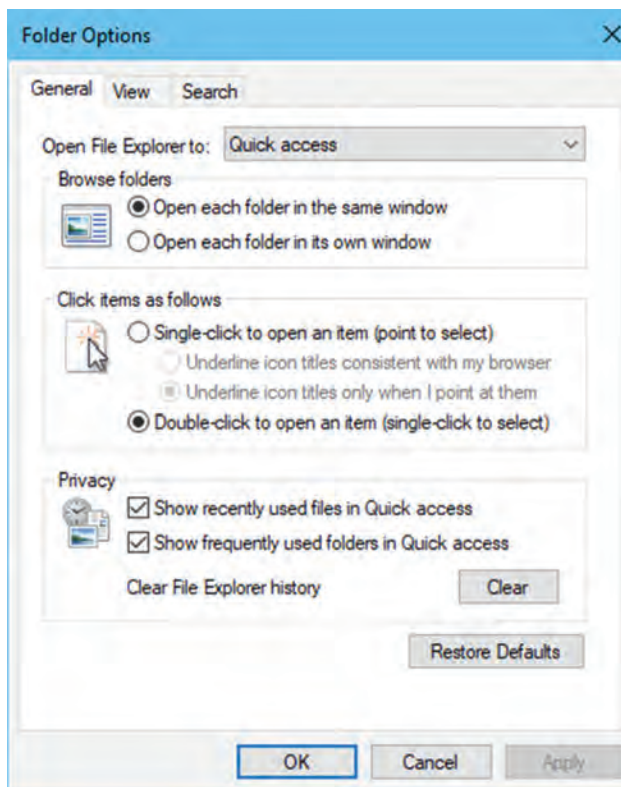 Folder Options
General View Search
Open File Explorer to: Quick access
Browse folders
Open each folder in the same window
Open each folder in its own window
Click items as follows
Single-click to open an item (point to select)
Underline icon titles consistent with my browser
Underline icon titles only when I point at them
Double-click to open an item (single-click to select)
Privacy
Show recently used files in Quick access
Show frequently used folders in Quick access
Clear File Explorer history Clear
Restore Defaults
OK Cancel Apply